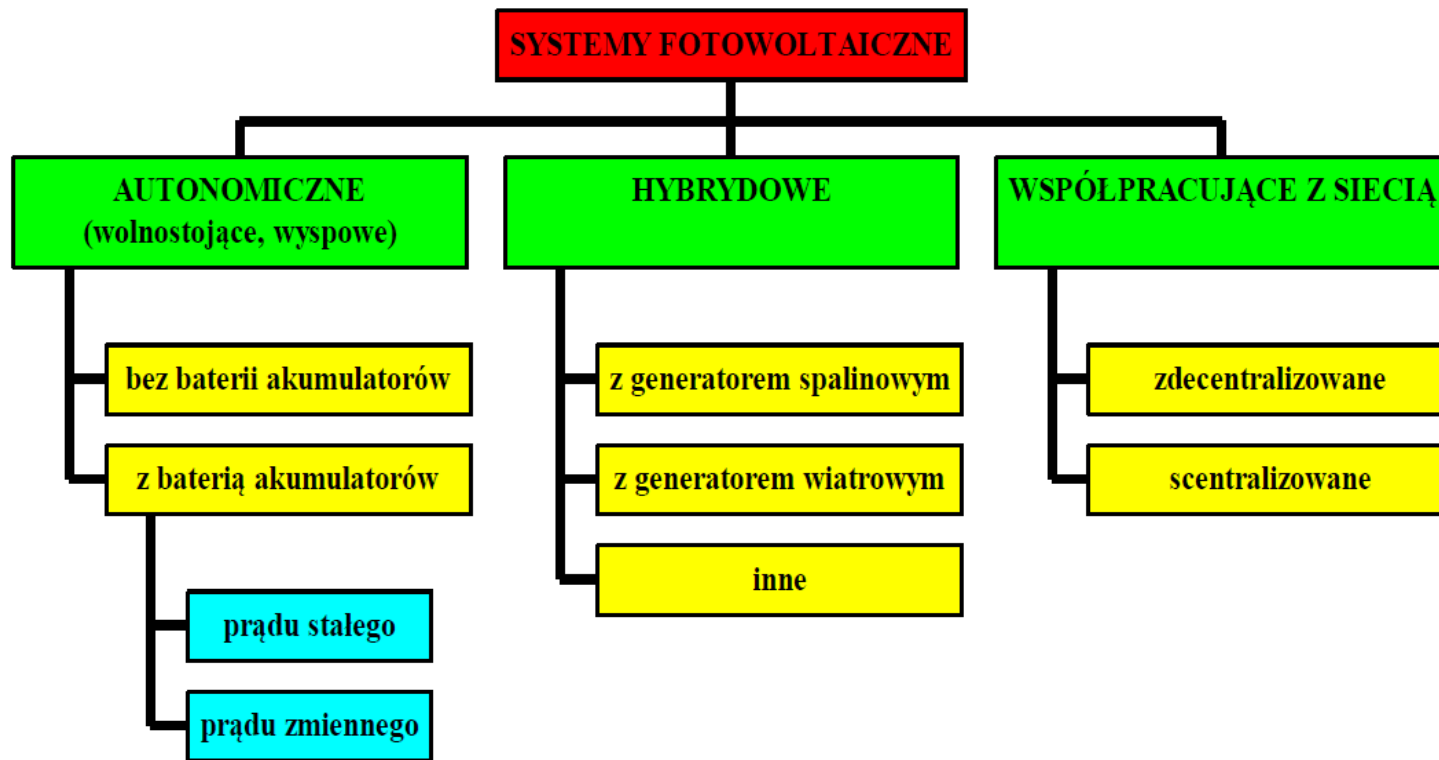 SYSTEMY FOTOWOLTAICZNE
AUTONOMICZNE
(wolnostojące, wyspowe)
HYBRYDOWE
WSPÓŁPRACUJĄCE Z SIECIĄ
bez baterii akumulatorów
z baterią akumulatorów
prądu stałego
prądu zmiennego
z generatorem spalinowym
z generatorem wiatrowym
inne
zdecentralizowane
scentralizowane